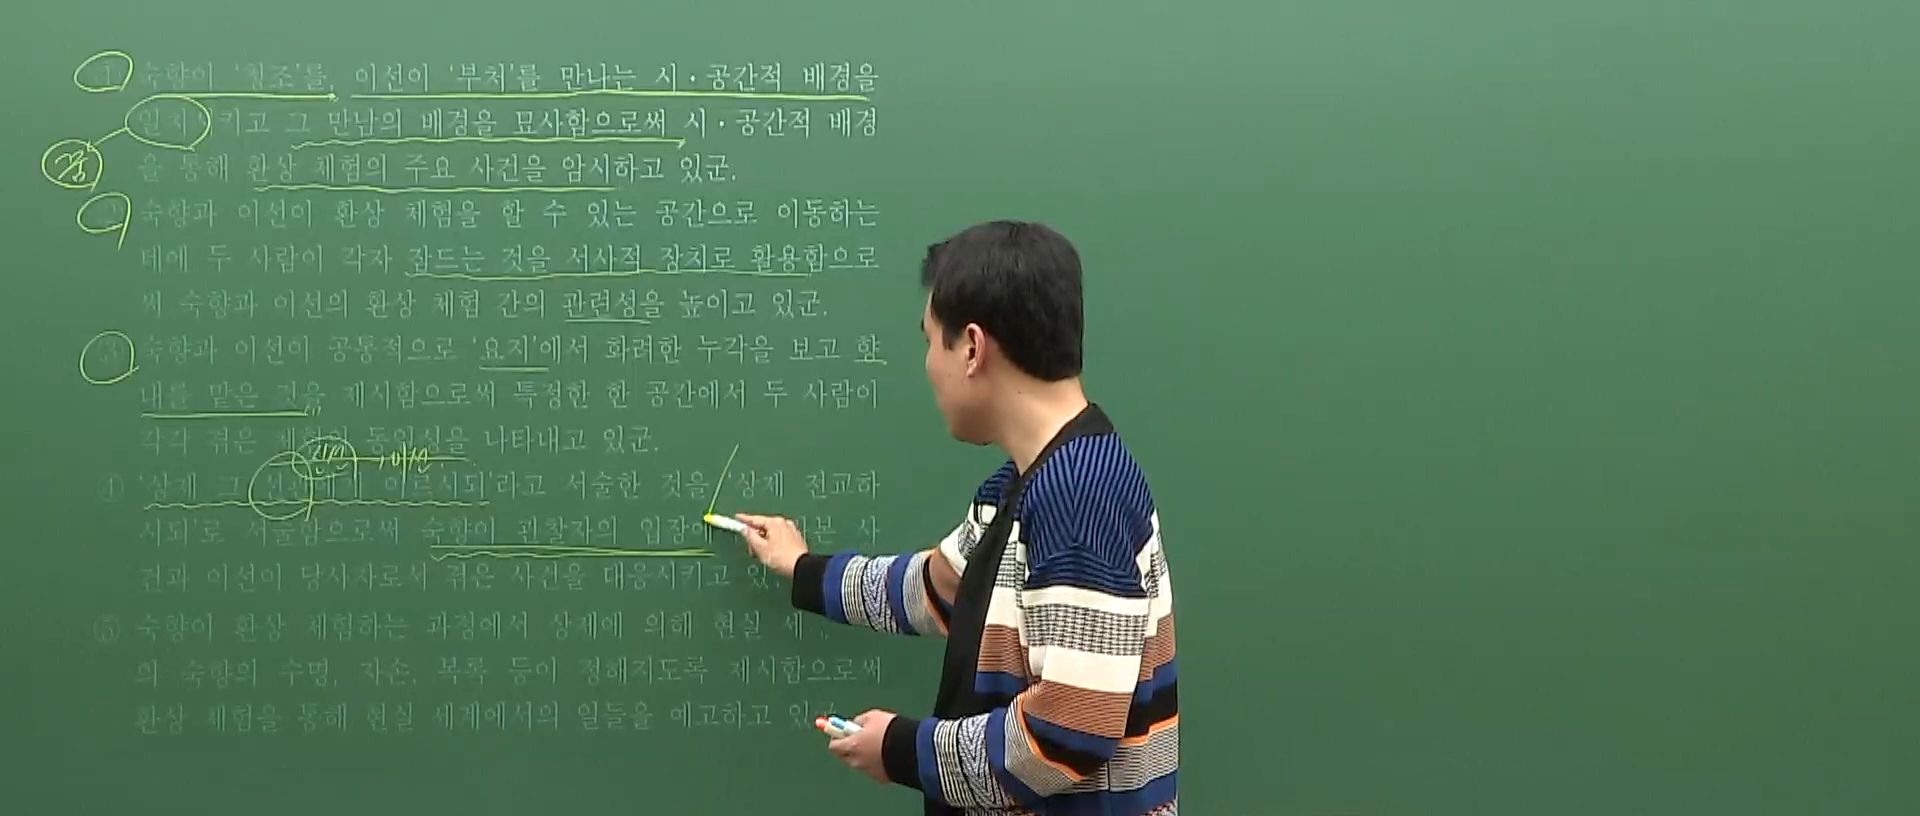 ① 숙향이 '청조'를, 이선이 '부처'를 만나는 시·공간적 배경을
일치시키고 그 만남의 배경을 묘사함으로써 시·공간적 배경
꿈
을 통해 환상 체험의 주요 사건을 암시하고 있군.
② 숙향과 이선이 환상 체험을 할 수 있는 공간으로 이동하는
데에 두 사람이 각자 잠드는 것을 서사적 장치로 활용함으로
써 숙향과 이선의 환상 체험 간의 관련성을 높이고 있군.
③ 숙향과 이선이 공통적으로 '요지'에서 화려한 누각을 보고 향
내를 맡은 것을 제시함으로써 특정한 한 공간에서 두 사람이
각각 겪은 체험의 동일성을 나타내고 있군.
이선
④ '상제 그 선관에게 이르시되'라고 서술한 것을 '상제 전교하
시되'로 서술함으로써 숙향이 관찰자의 입장에 본 사
건과 이선이 당사자로서 겪은 사건을 대응시키고 있
⑤ 숙향이 환상 체험하는 과정에서 상제에 의해 현실 세
의 숙향의 수명, 자손, 복록 등이 정해지도록 제시함으로써
환상 체험을 통해 현실 세계에서의 일들을 예고하고 있군